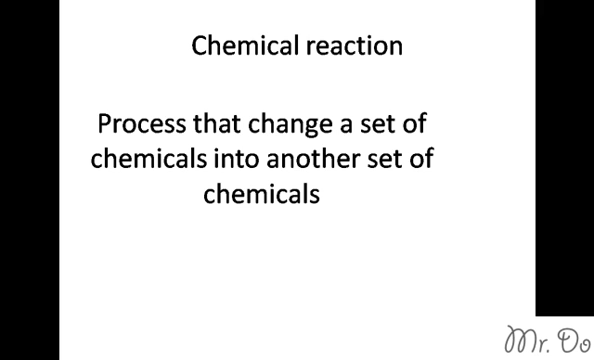 Chemical reaction
Process that change a set of
chemicals into another set of
chemicals
Mr. Do